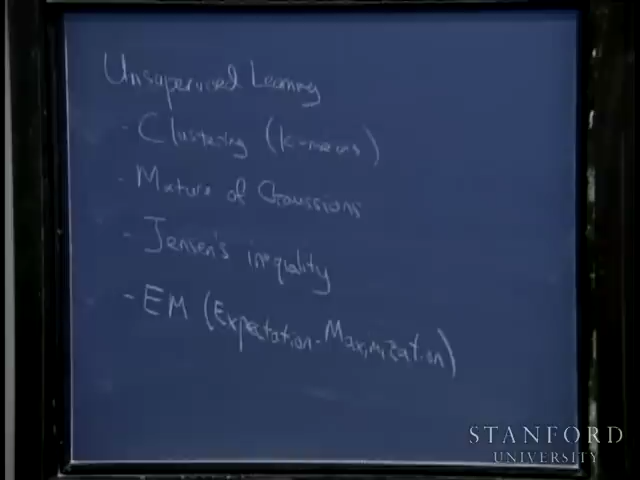 Unsupervised Learning
- Clustering (k-means)
- Mixture of Gaussians
- Jensen's inequality
- EM (Expectation-Maximization)
STANFORD
UNIVERSITY